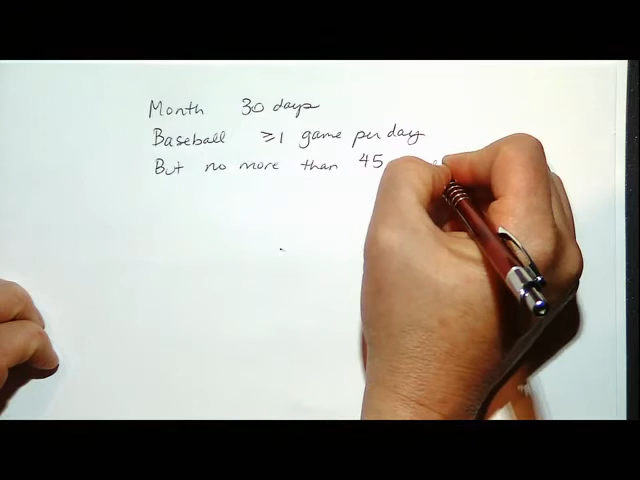 Month 30 days
Baseball ≥1 game per day
But no more than 45